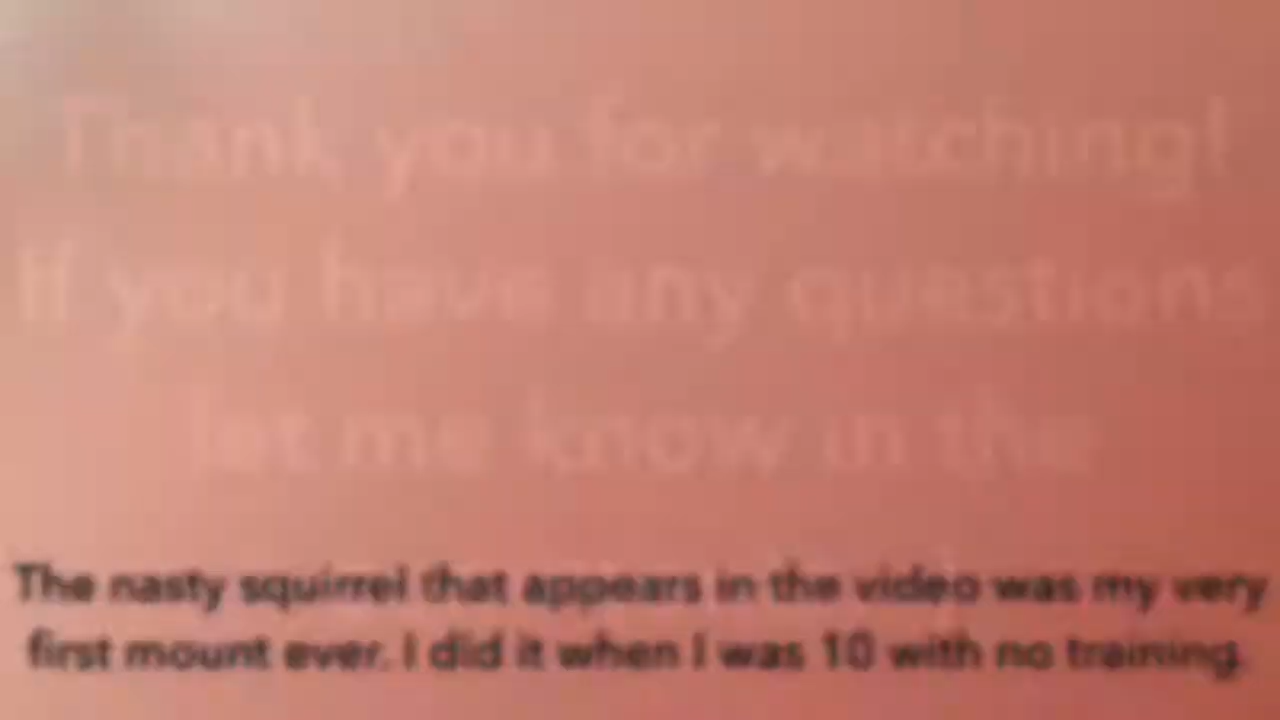 Thank you for watching!
If you have any questions
let me know in the
The nasty squirrel that appears in the video was my very
first mount ever. I did it when I was 10 with no training.